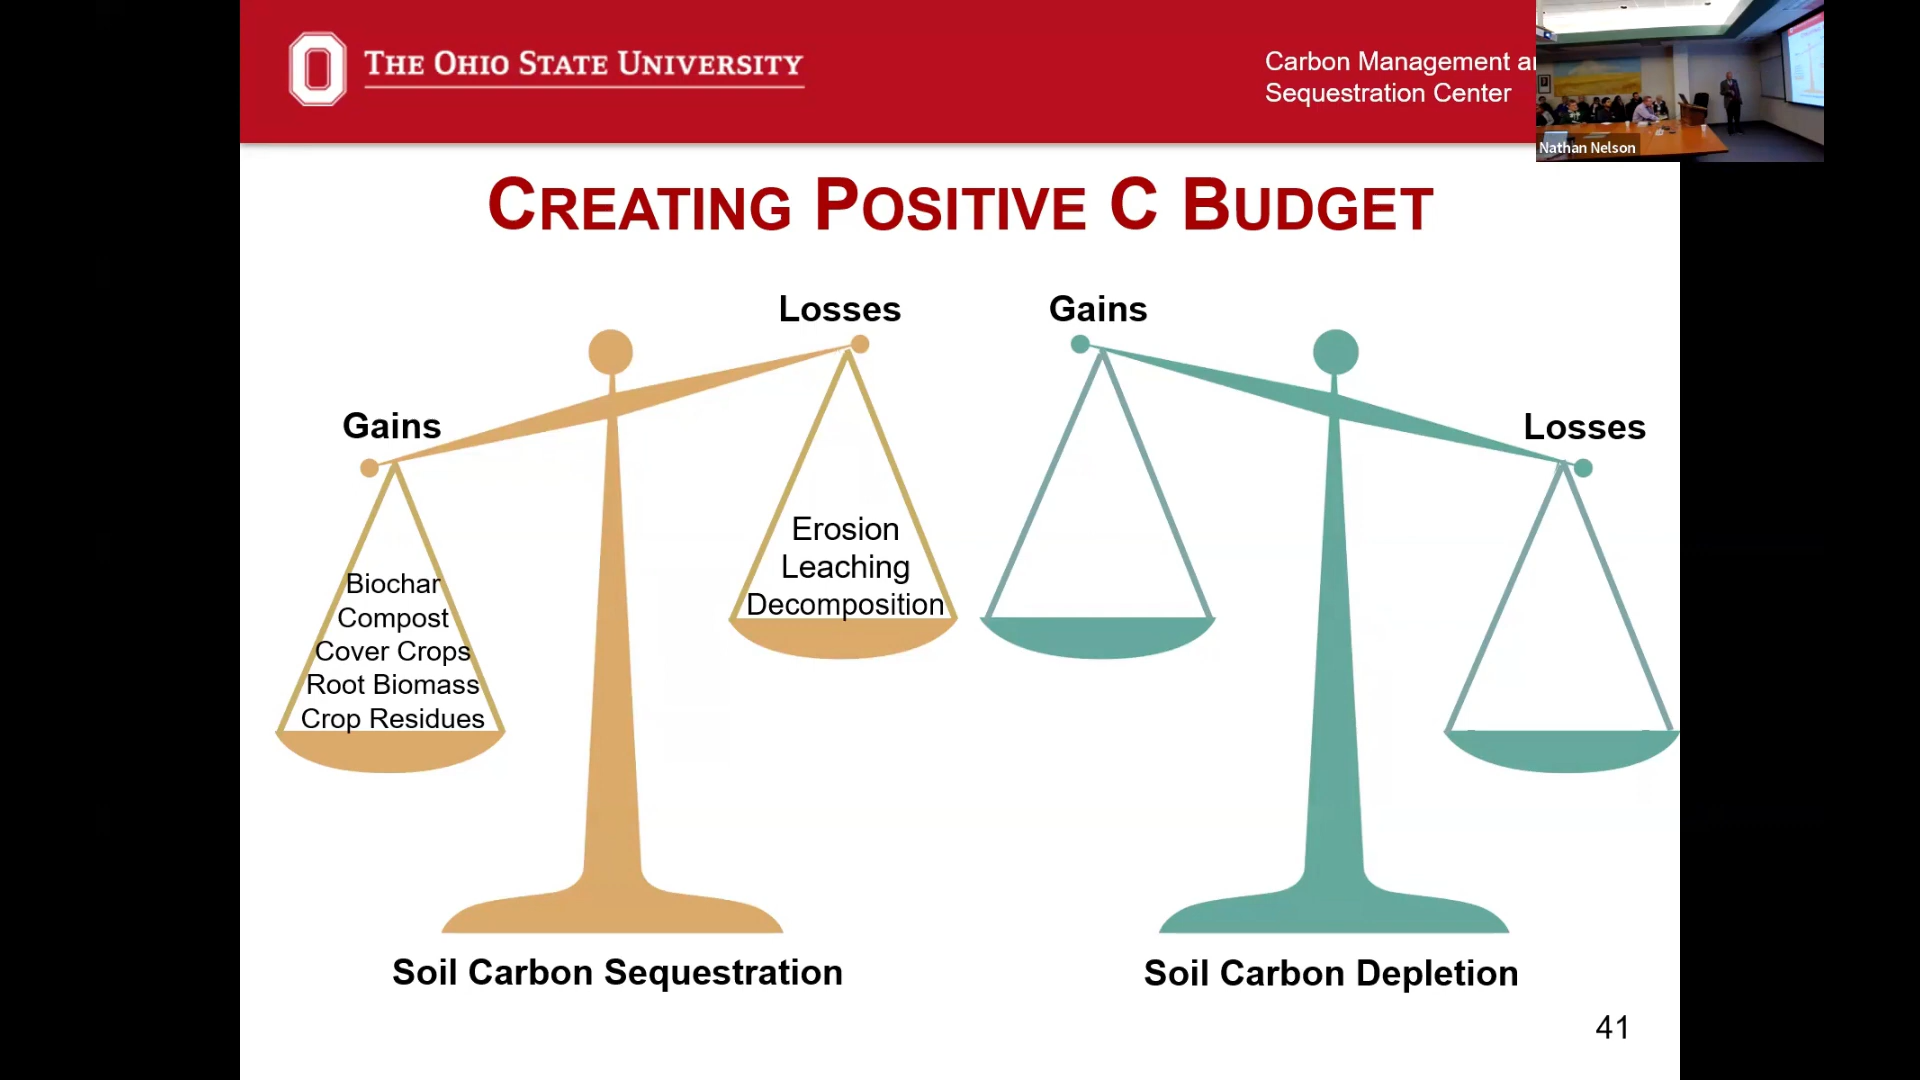 THE OHIO STATE UNIVERSITY
Carbon Management
Sequestration Center
Nathan Nelson
CREATING POSITIVE C BUDGET
Losses
Gains
Gains
Losses
Erosion
Leaching
Decomposition
Biochar
Compost
Cover Crops
Root Biomass
Crop Residues
Soil Carbon Sequestration
Soil Carbon Depletion
41